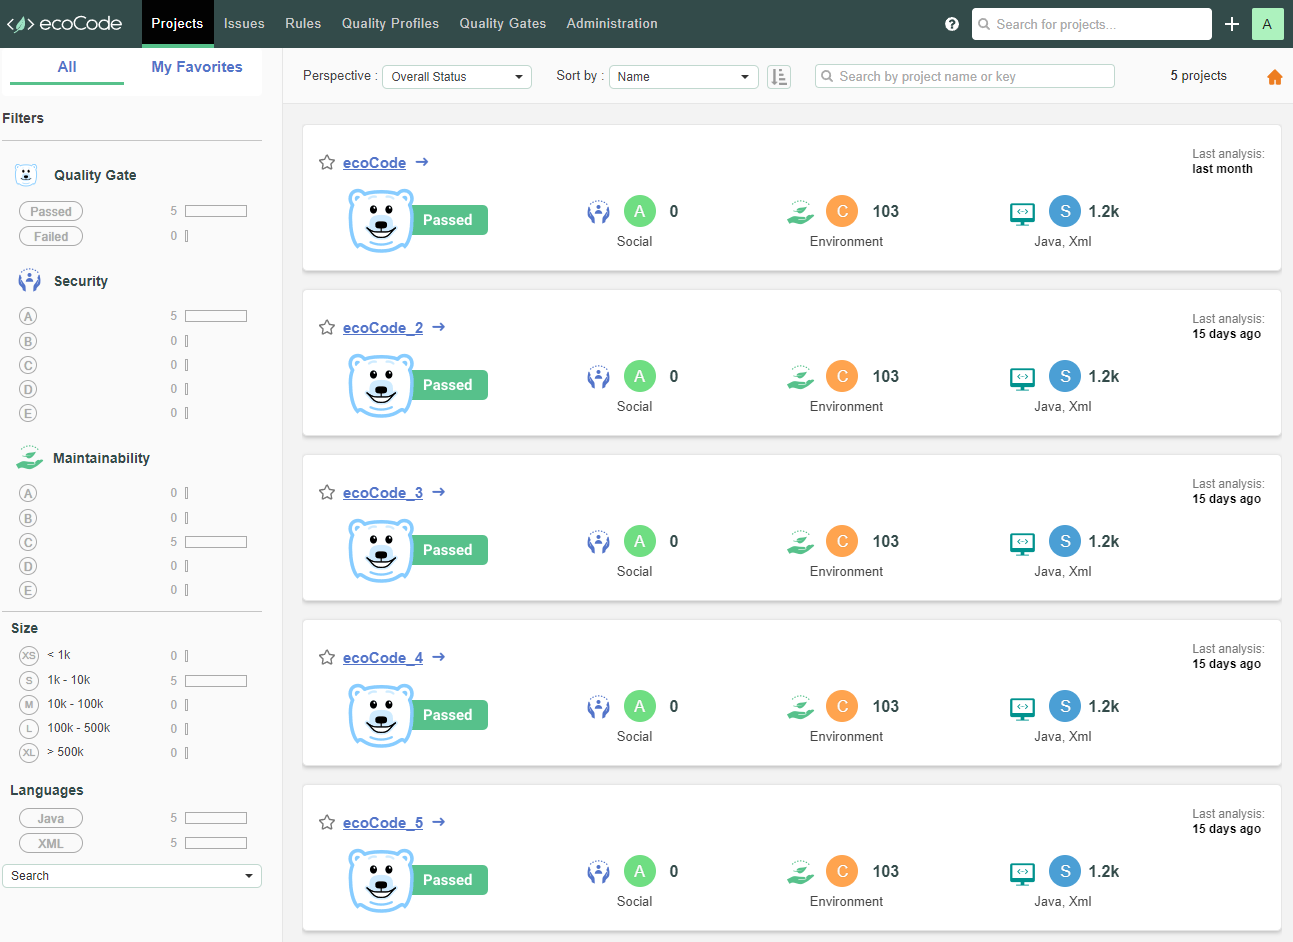 ecoCode Projects Issues Rules Quality Profiles Quality Gates Administration ? Search for projects... A
All My Favorites
Perspective : Overall Status Sort by : Name Search by project name or key 5 projects
Filters
Quality Gate
Passed 5
Failed 0
Security
A 5
B 0
C 0
D 0
E 0
Maintainability
A 0
B 0
C 5
D 0
E 0
Size
XS < 1k 0
S 1k - 10k 5
M 10k - 100k 0
L 100k - 500k 0
XL > 500k 0
Languages
Java 5
XML 5
Search
ecoCode
Last analysis:
last month
Passed A 0 C 103 S 1.2k
Social Environment Java, Xml
ecoCode_2
Last analysis:
15 days ago
Passed A 0 C 103 S 1.2k
Social Environment Java, Xml
ecoCode_3
Last analysis:
15 days ago
Passed A 0 C 103 S 1.2k
Social Environment Java, Xml
ecoCode_4
Last analysis:
15 days ago
Passed A 0 C 103 S 1.2k
Social Environment Java, Xml
ecoCode_5
Last analysis:
15 days ago
Passed A 0 C 103 S 1.2k
Social Environment Java, Xml